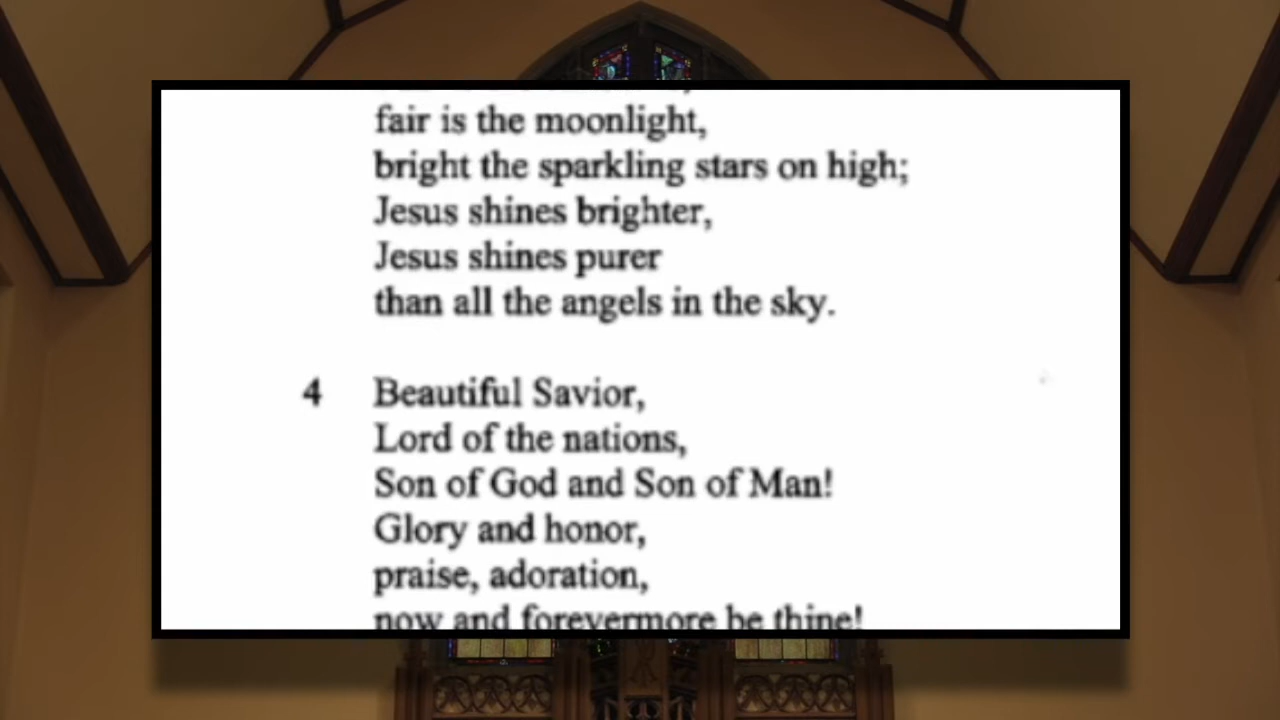 fair is the moonlight,
bright the sparkling stars on high;
Jesus shines brighter,
Jesus shines purer
than all the angels in the sky.
4 Beautiful Savior,
Lord of the nations,
Son of God and Son of Man!
Glory and honor,
praise, adoration,
now and forevermore be thine!